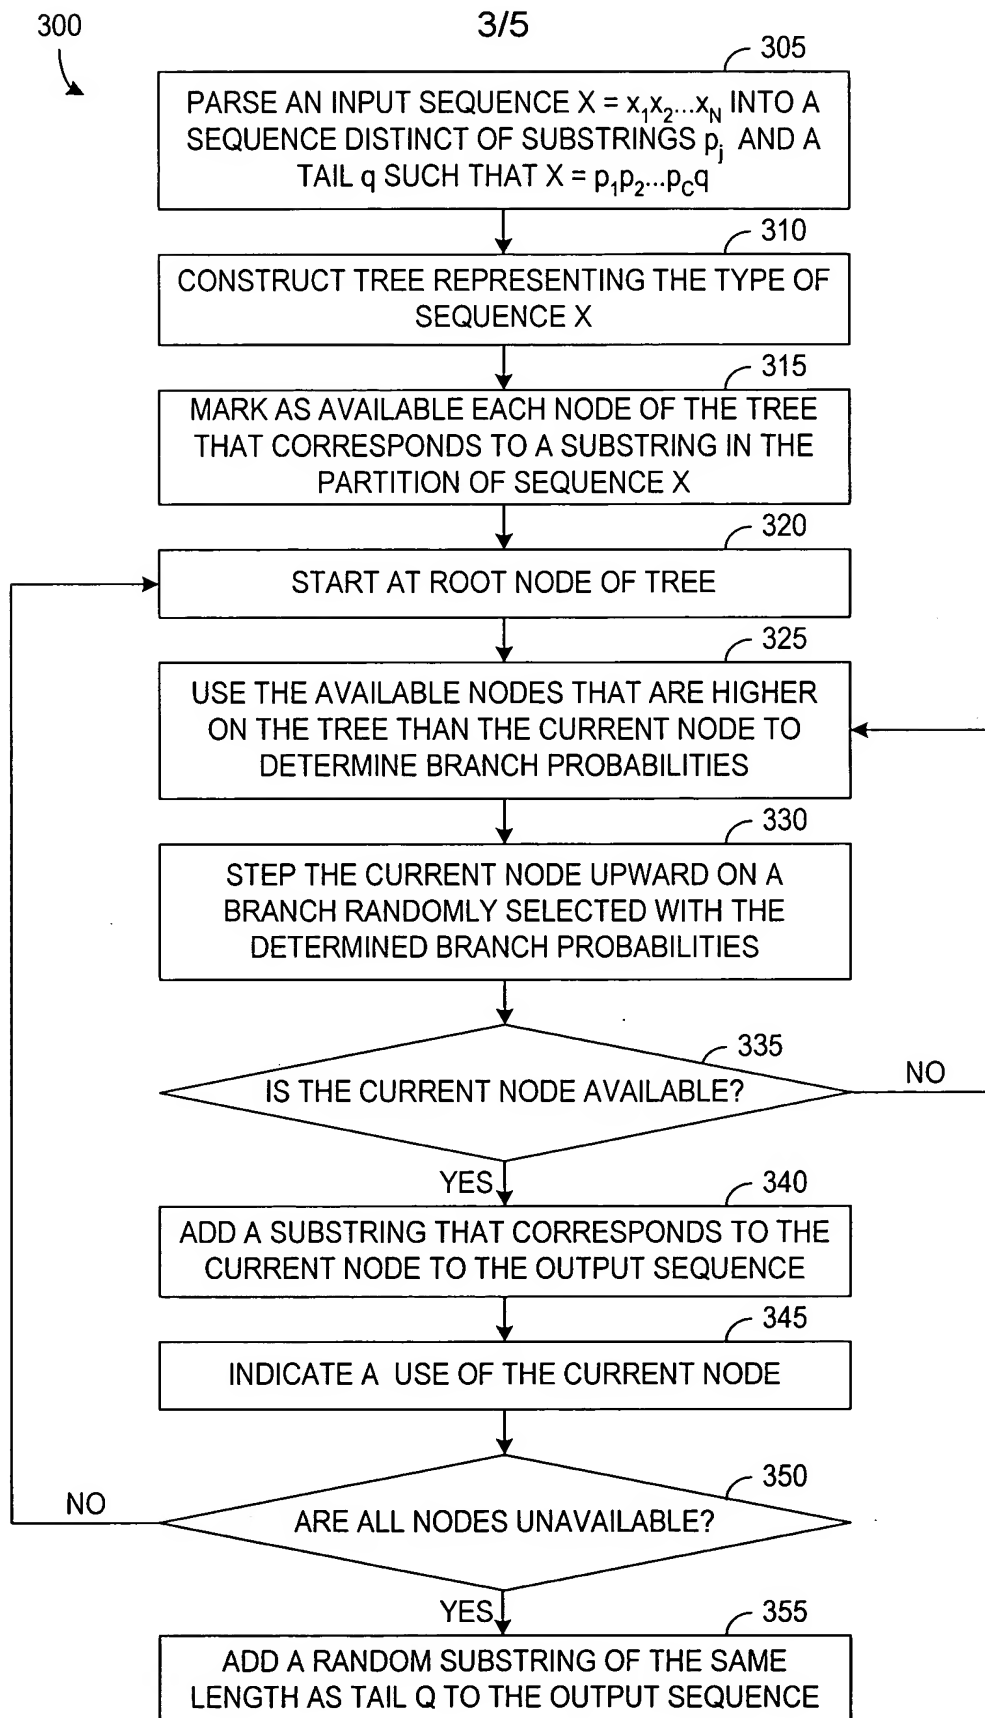 300
3/5
305
PARSE AN INPUT SEQUENCE X = x₁x₂...x_N INTO A
SEQUENCE DISTINCT OF SUBSTRINGS p_j AND A
TAIL q SUCH THAT X = p₁p₂...p_Cq
310
CONSTRUCT TREE REPRESENTING THE TYPE OF
SEQUENCE X
315
MARK AS AVAILABLE EACH NODE OF THE TREE
THAT CORRESPONDS TO A SUBSTRING IN THE
PARTITION OF SEQUENCE X
320
START AT ROOT NODE OF TREE
325
USE THE AVAILABLE NODES THAT ARE HIGHER
ON THE TREE THAN THE CURRENT NODE TO
DETERMINE BRANCH PROBABILITIES
330
STEP THE CURRENT NODE UPWARD ON A
BRANCH RANDOMLY SELECTED WITH THE
DETERMINED BRANCH PROBABILITIES
335
IS THE CURRENT NODE AVAILABLE?
NO
YES
340
ADD A SUBSTRING THAT CORRESPONDS TO THE
CURRENT NODE TO THE OUTPUT SEQUENCE
345
INDICATE A USE OF THE CURRENT NODE
350
NO
ARE ALL NODES UNAVAILABLE?
YES
355
ADD A RANDOM SUBSTRING OF THE SAME
LENGTH AS TAIL Q TO THE OUTPUT SEQUENCE